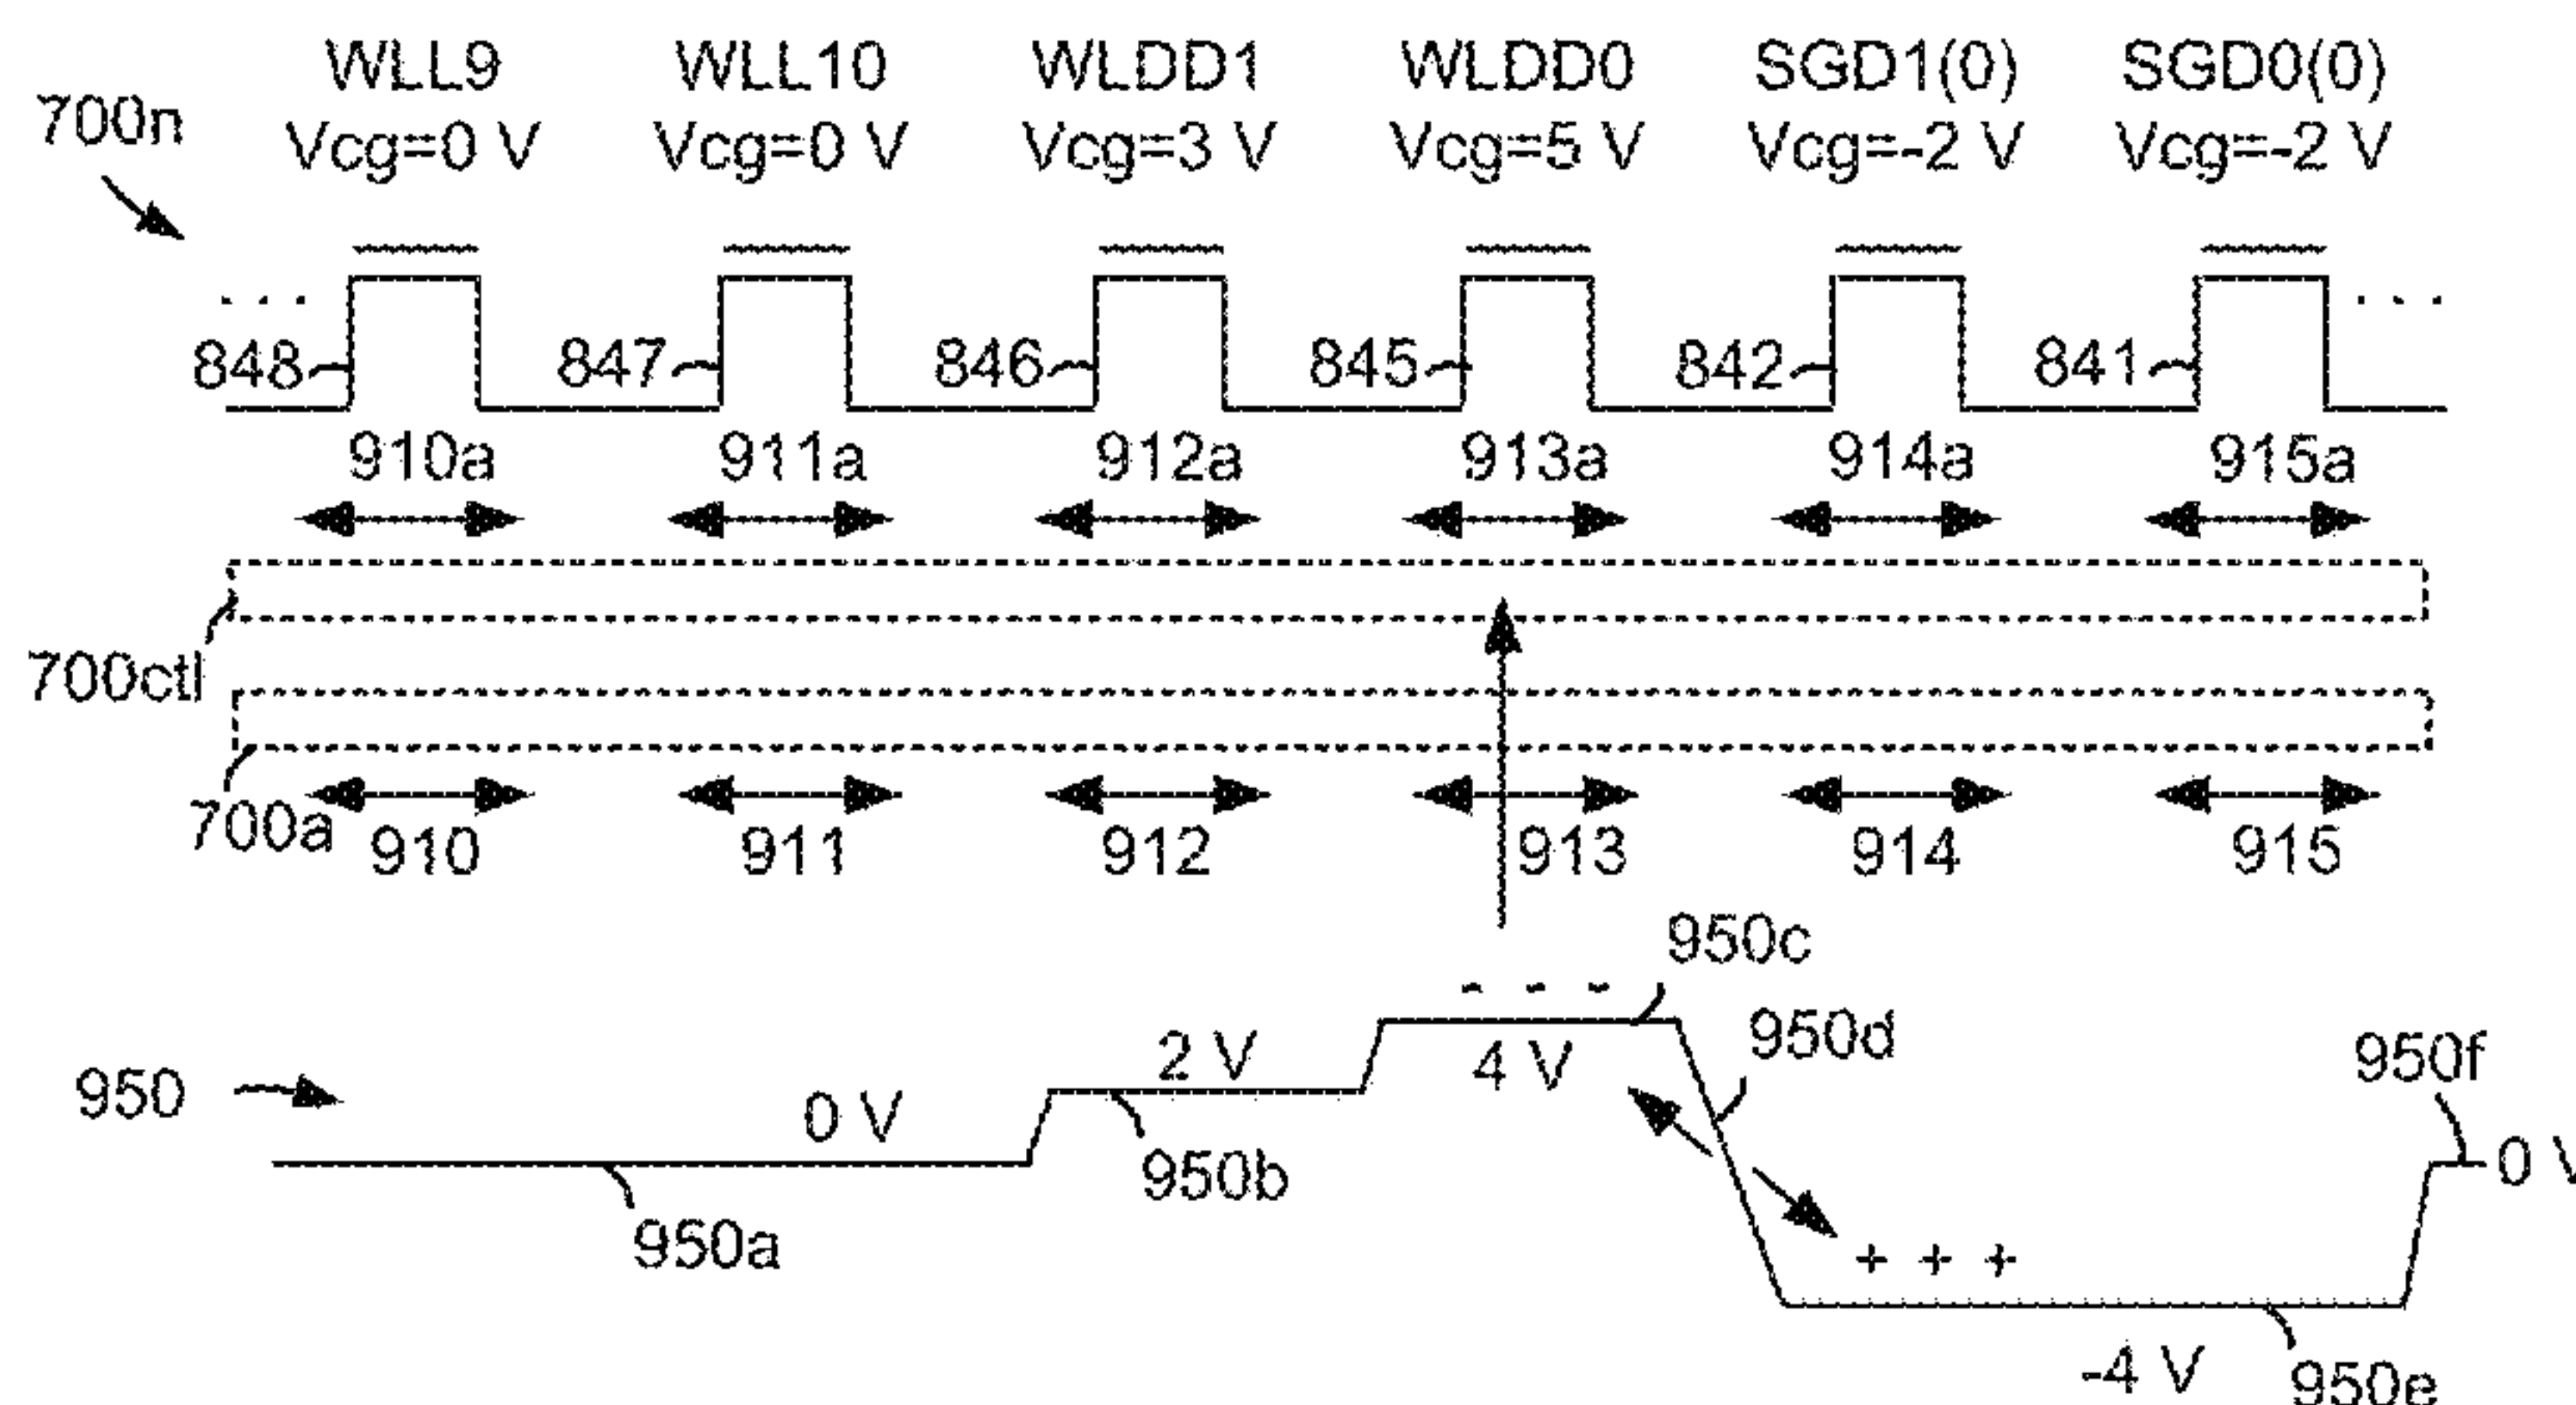 WLL9 WLL10 WLDD1 WLDD0 SGD1(0) SGD0(0)
700n Vcg=0 V Vcg=0 V Vcg=3 V Vcg=5 V Vcg=-2 V Vcg=-2 V
. . . . . .
848 847 846 845 842 841
910a 911a 912a 913a 914a 915a
700ctl
700a 910 911 912 913 914 915
950c
- - -
950d
2 V 4 V 950f
950 0 V 0 V
950b
950a
+ + +
-4 V 950e